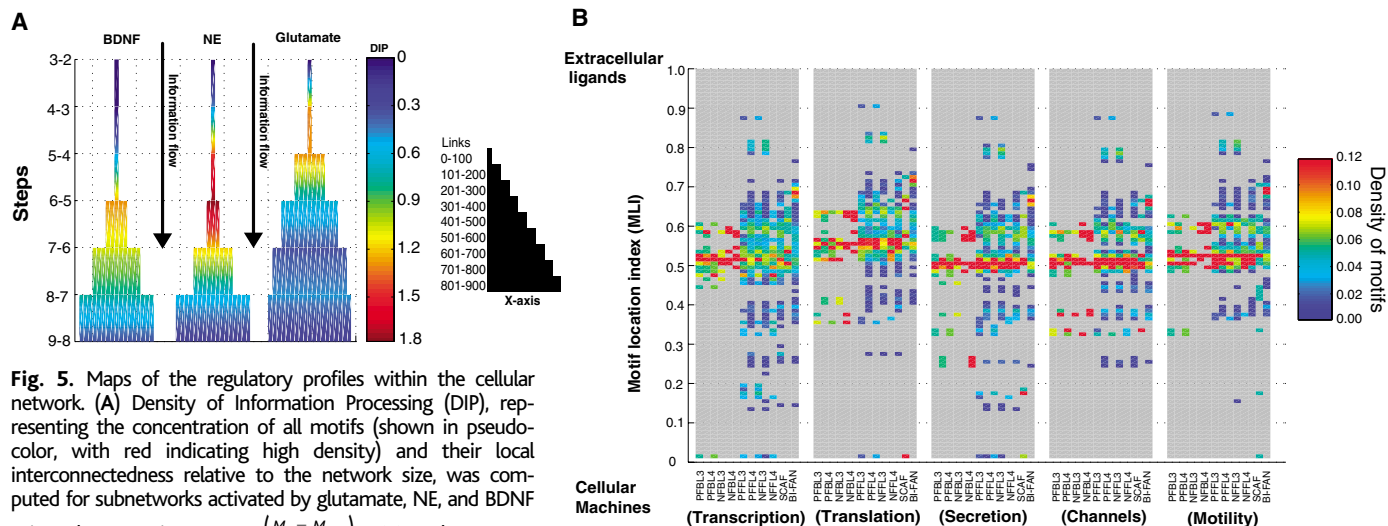 A
BDNF
NE
Glutamate
DIP
0
0.3
0.6
0.9
1.2
1.5
1.8
Steps
3-2
4-3
5-4
6-5
7-6
8-7
9-8
Information flow
Information flow
Links
0-100
101-200
201-300
301-400
401-500
501-600
601-700
701-800
801-900
X-axis
Fig. 5. Maps of the regulatory profiles within the cellular
network. (A) Density of Information Processing (DIP), rep-
resenting the concentration of all motifs (shown in pseudo-
color, with red indicating high density) and their local
interconnectedness relative to the network size, was com-
puted for subnetworks activated by glutamate, NE, and BDNF
B
Extracellular
ligands
Motif location index (MLI)
1.0
0.9
0.8
0.7
0.6
0.5
0.4
0.3
0.2
0.1
0
Cellular
Machines
PFBL3
PFBL4
NFBL3
NFBL4
PFFL3
PFFL4
NFFL3
NFFL4
SCAF
BI-FAN
(Transcription)
PFBL3
PFBL4
NFBL3
NFBL4
PFFL3
PFFL4
NFFL3
NFFL4
SCAF
BI-FAN
(Translation)
PFBL3
PFBL4
NFBL3
NFBL4
PFFL3
PFFL4
NFFL3
NFFL4
SCAF
BI-FAN
(Secretion)
PFBL3
PFBL4
NFBL3
NFBL4
PFFL3
PFFL4
NFFL3
NFFL4
SCAF
BI-FAN
(Channels)
PFBL3
PFBL4
NFBL3
NFBL4
PFFL3
PFFL4
NFFL3
NFFL4
SCAF
BI-FAN
(Motility)
0.12
0.10
0.08
0.06
0.04
0.02
0.00
Density of motifs